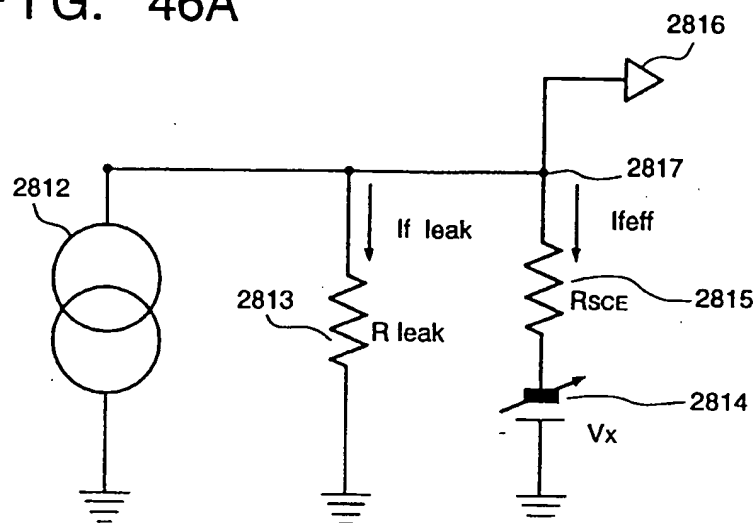 FIG. 46A
2816
2817
2812
If leak
Ifeff
2813
R leak
RSCE
2815
2814
Vx